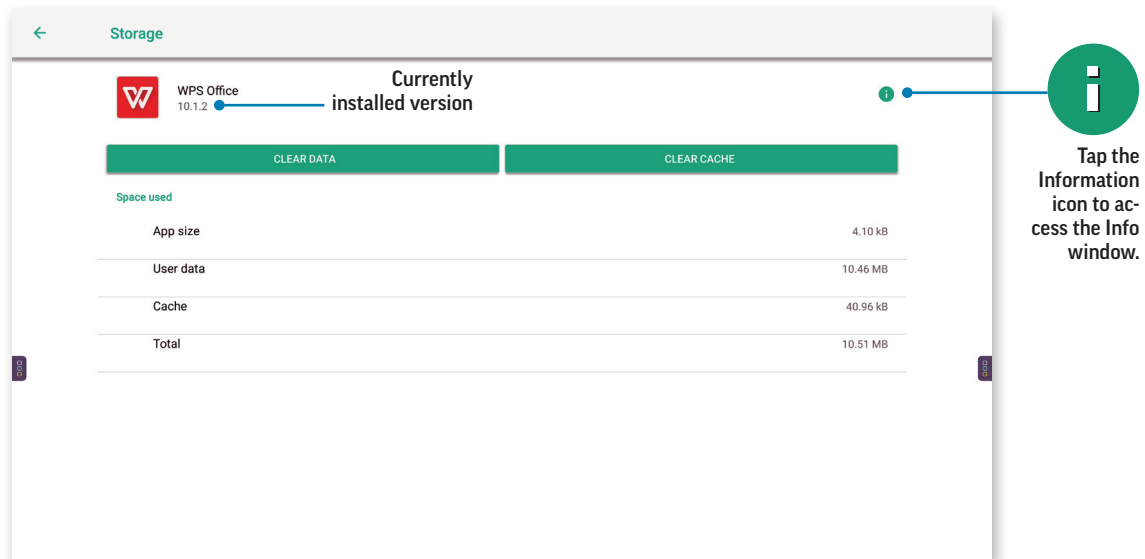 Storage
WPS Office
10.1.2
Currently
installed version
CLEAR DATA
CLEAR CACHE
Space used
App size 4.10 kB
User data 10.46 MB
Cache 40.96 kB
Total 10.51 MB
i
Tap the
Information
icon to ac-
cess the Info
window.